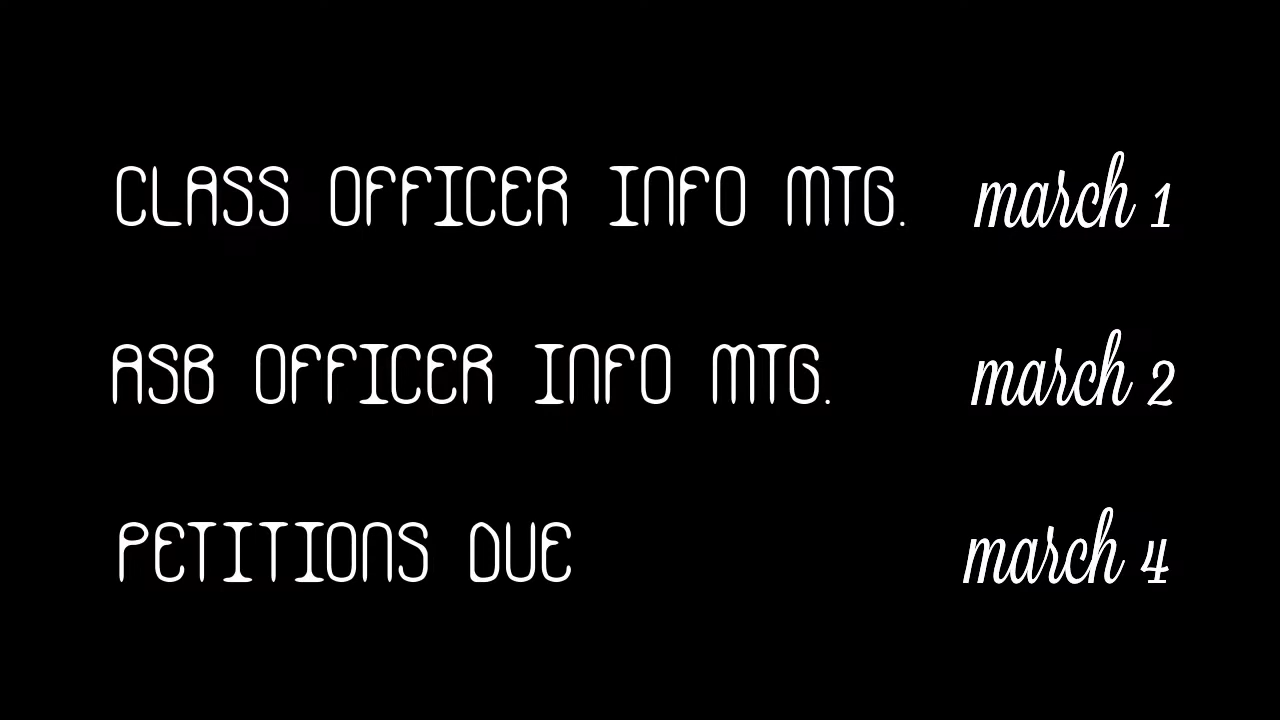 CLASS OFFICER INFO MTG. march 1
ASB OFFICER INFO MTG. march 2
PETITIONS DUE march 4